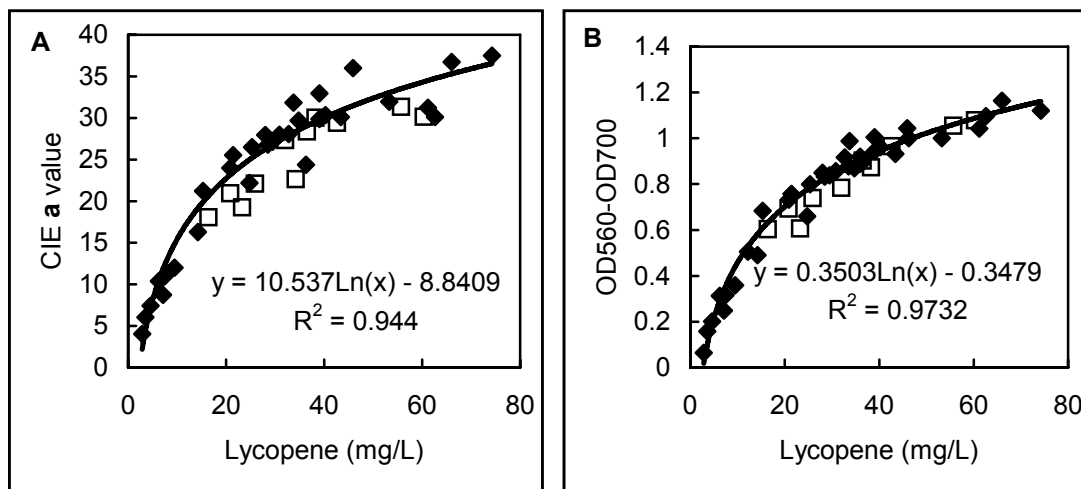 A
40
35
30
25
20
15
10
5
0
CIE a value
y = 10.537Ln(x) - 8.8409
R² = 0.944
0 20 40 60 80
Lycopene (mg/L)
B
1.4
1.2
1
0.8
0.6
0.4
0.2
0
OD560-OD700
y = 0.3503Ln(x) - 0.3479
R² = 0.9732
0 20 40 60 80
Lycopene (mg/L)